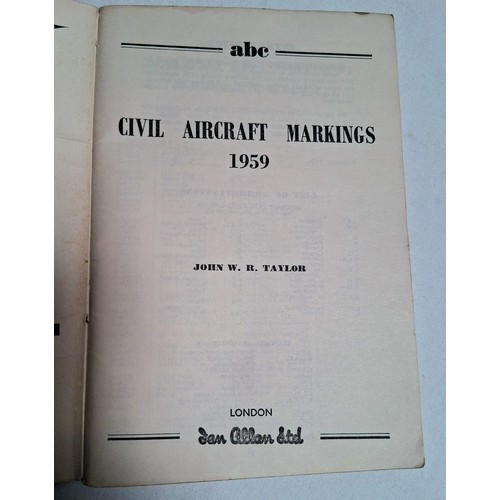 abc
CIVIL AIRCRAFT MARKINGS
1959
JOHN W. R. TAYLOR
LONDON
Ian Allan Ltd